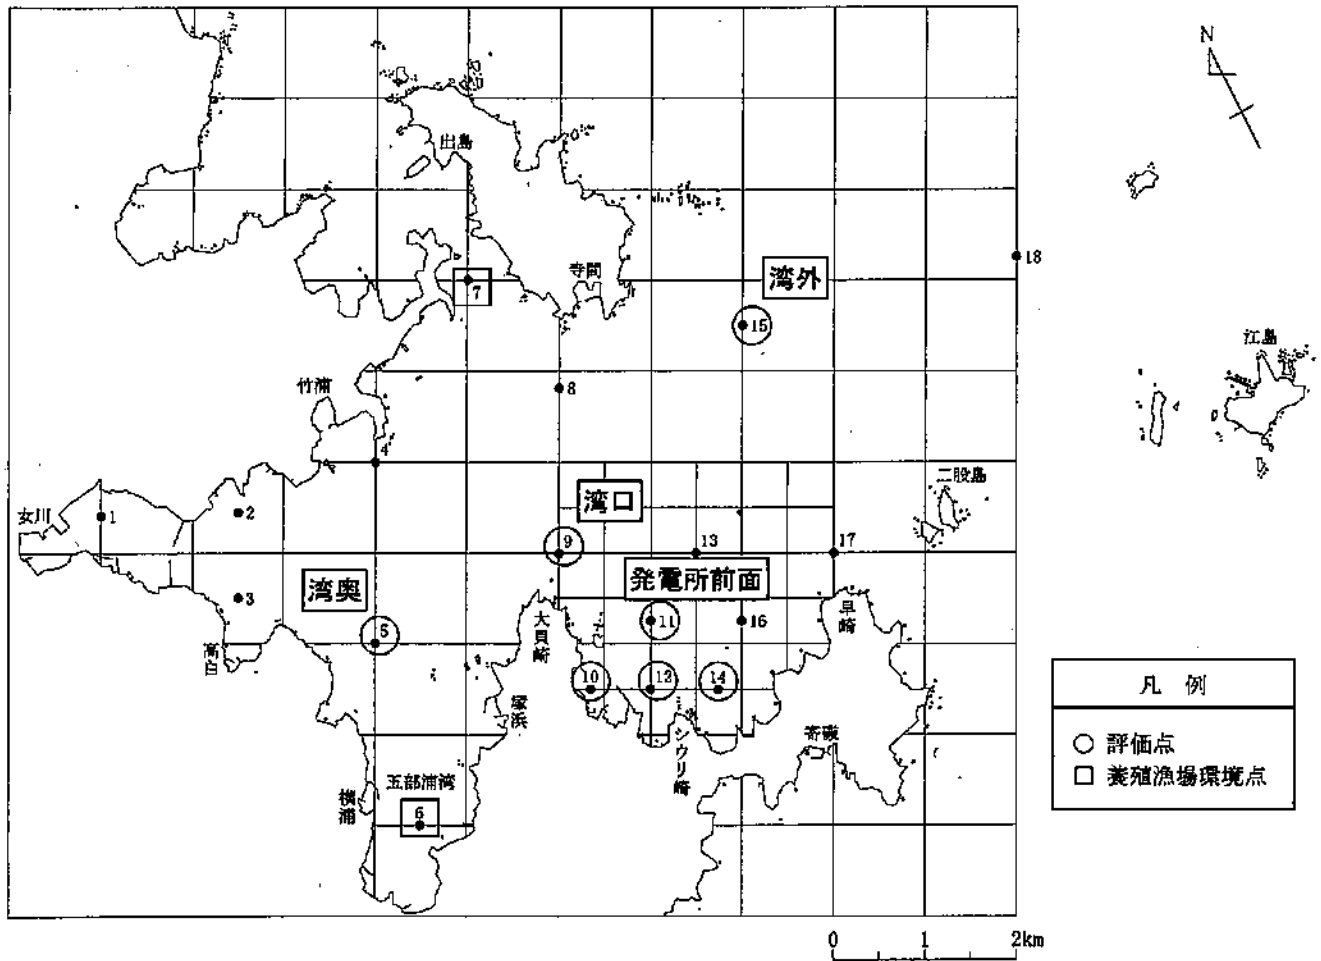 N
出島
18
湾外
寺間
7
15
江島
竹浦
8
4
二股島
湾口
女川
1
2
9
13
17
発電所前面
湾奥
3
大貝崎
11
16
早崎
5
高白
10
12
14
塚浜
シウリ崎
寄磯
凡 例
○ 評価点
□ 養殖漁場環境点
横浦
五部浦湾
6
0 1 2km